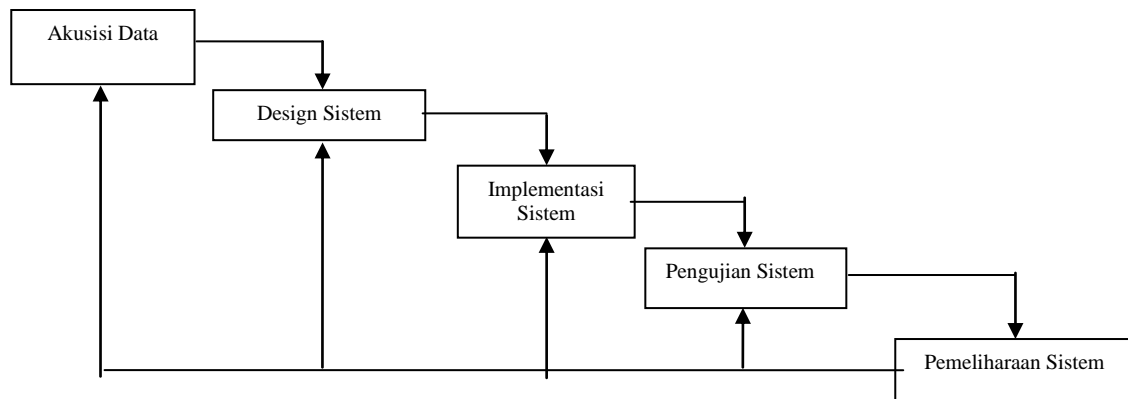 Akusisi Data
Design Sistem
Implementasi
Sistem
Pengujian Sistem
Pemeliharaan Sistem